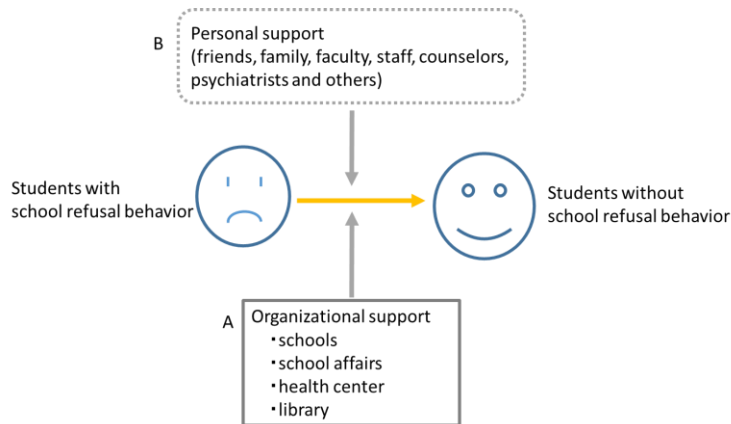 B
Personal support
(friends, family, faculty, staff, counselors,
psychiatrists and others)
Students with
school refusal behavior
Students without
school refusal behavior
A
Organizational support
・schools
・school affairs
・health center
・library